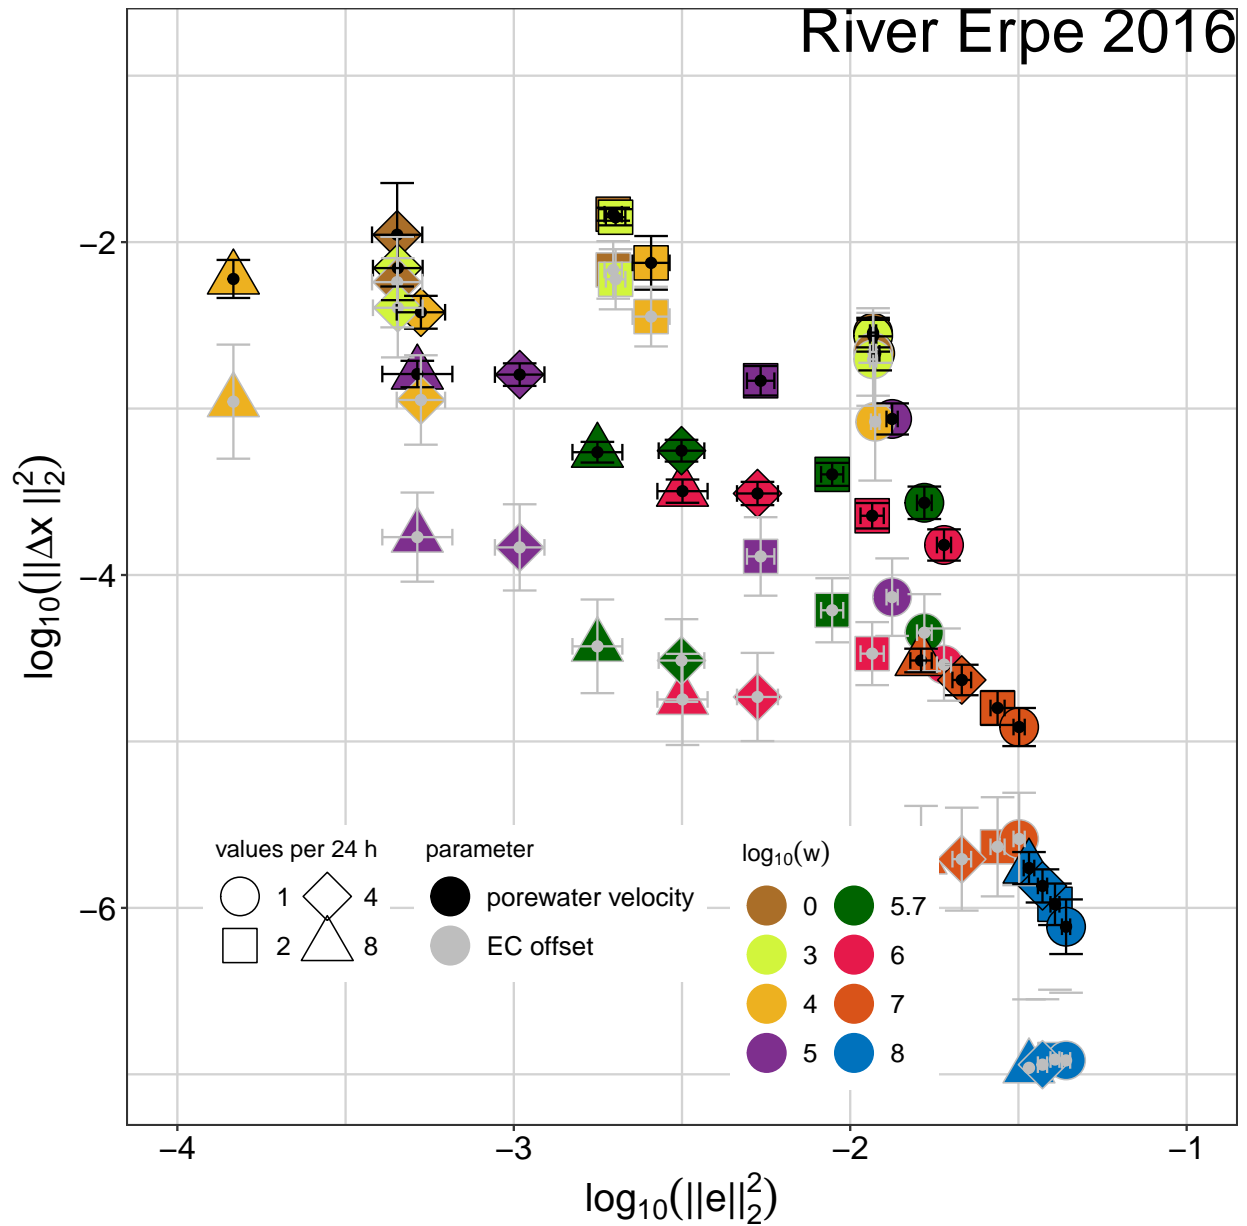 River Erpe 2016
log₁₀(||Δx ||₂²)
−2
−4
−6
values per 24 h
1
4
2
8
parameter
porewater velocity
EC offset
log₁₀(w)
0
5.7
3
6
4
7
5
8
−4
−3
−2
−1
log₁₀(||e||₂²)